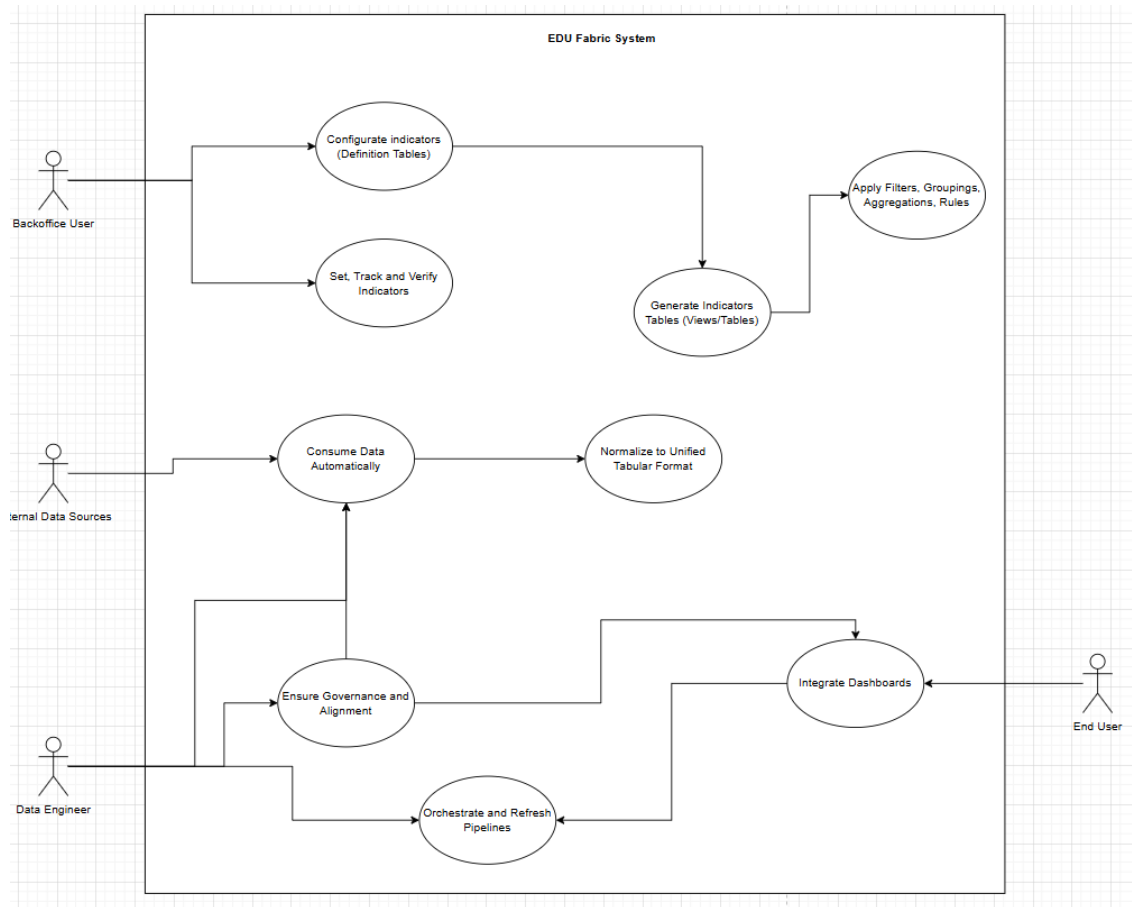 EDU Fabric System
Configurate indicators
(Definition Tables)
Apply Filters, Groupings,
Aggregations, Rules
Backoffice User
Set, Track and Verify
Indicators
Generate Indicators
Tables (Views/Tables)
Consume Data
Automatically
Normalize to Unified
Tabular Format
ternal Data Sources
Ensure Governance and
Alignment
Integrate Dashboards
End User
Data Engineer
Orchestrate and Refresh
Pipelines